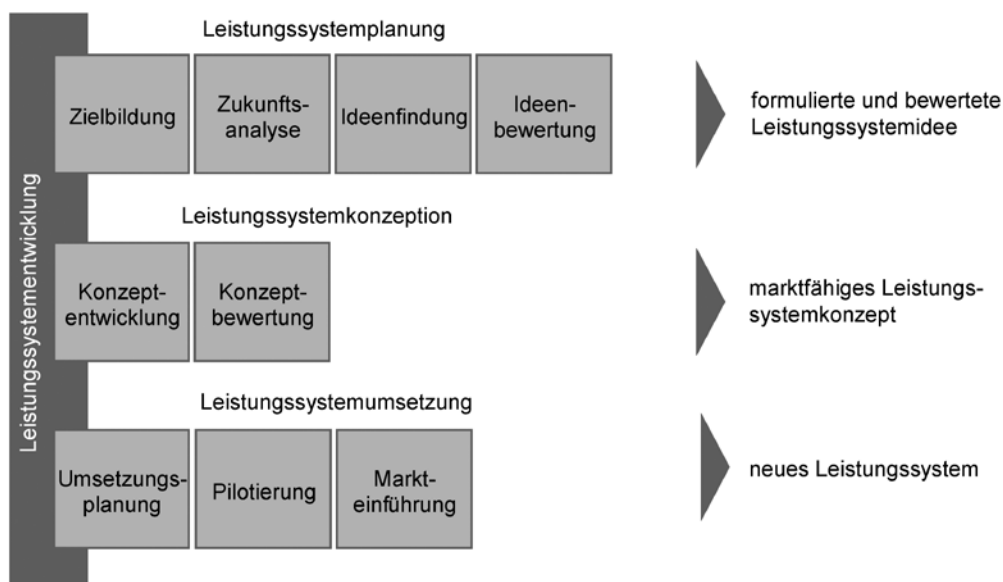 Leistungssystementwicklung
Leistungssystemplanung
Zielbildung
Zukunfts-
analyse
Ideenfindung
Ideen-
bewertung
formulierte und bewertete
Leistungssystemidee
Leistungssystemkonzeption
Konzept-
entwicklung
Konzept-
bewertung
marktfähiges Leistungs-
systemkonzept
Leistungssystemumsetzung
Umsetzungs-
planung
Pilotierung
Markt-
einführung
neues Leistungssystem